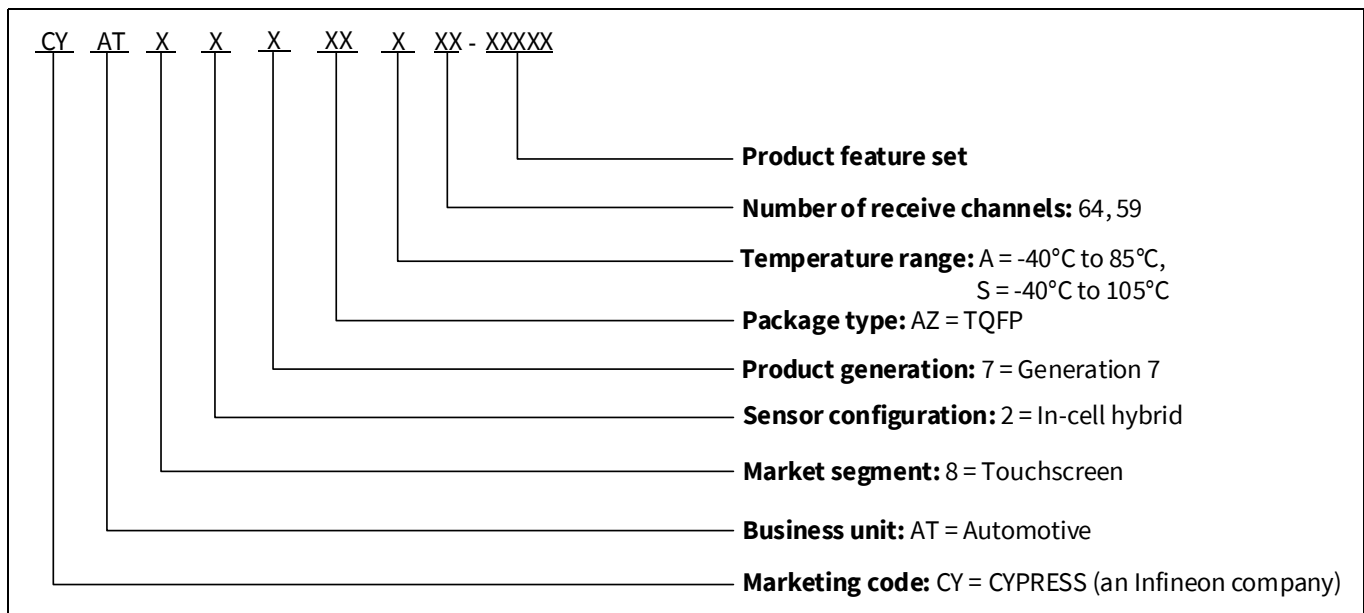 CY AT X X X XX X XX - XXXXX
Product feature set
Number of receive channels: 64, 59
Temperature range: A = -40°C to 85°C,
S = -40°C to 105°C
Package type: AZ = TQFP
Product generation: 7 = Generation 7
Sensor configuration: 2 = In-cell hybrid
Market segment: 8 = Touchscreen
Business unit: AT = Automotive
Marketing code: CY = CYPRESS (an Infineon company)